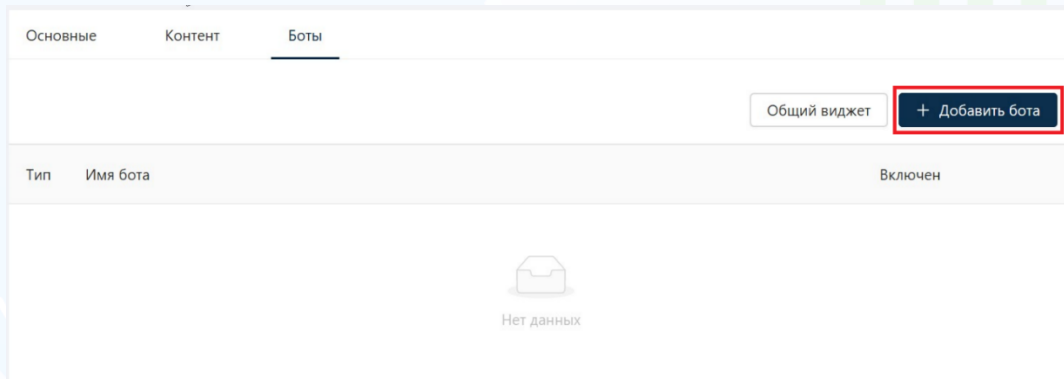 Основные Контент Боты
Общий виджет + Добавить бота
Тип Имя бота Включен
Нет данных